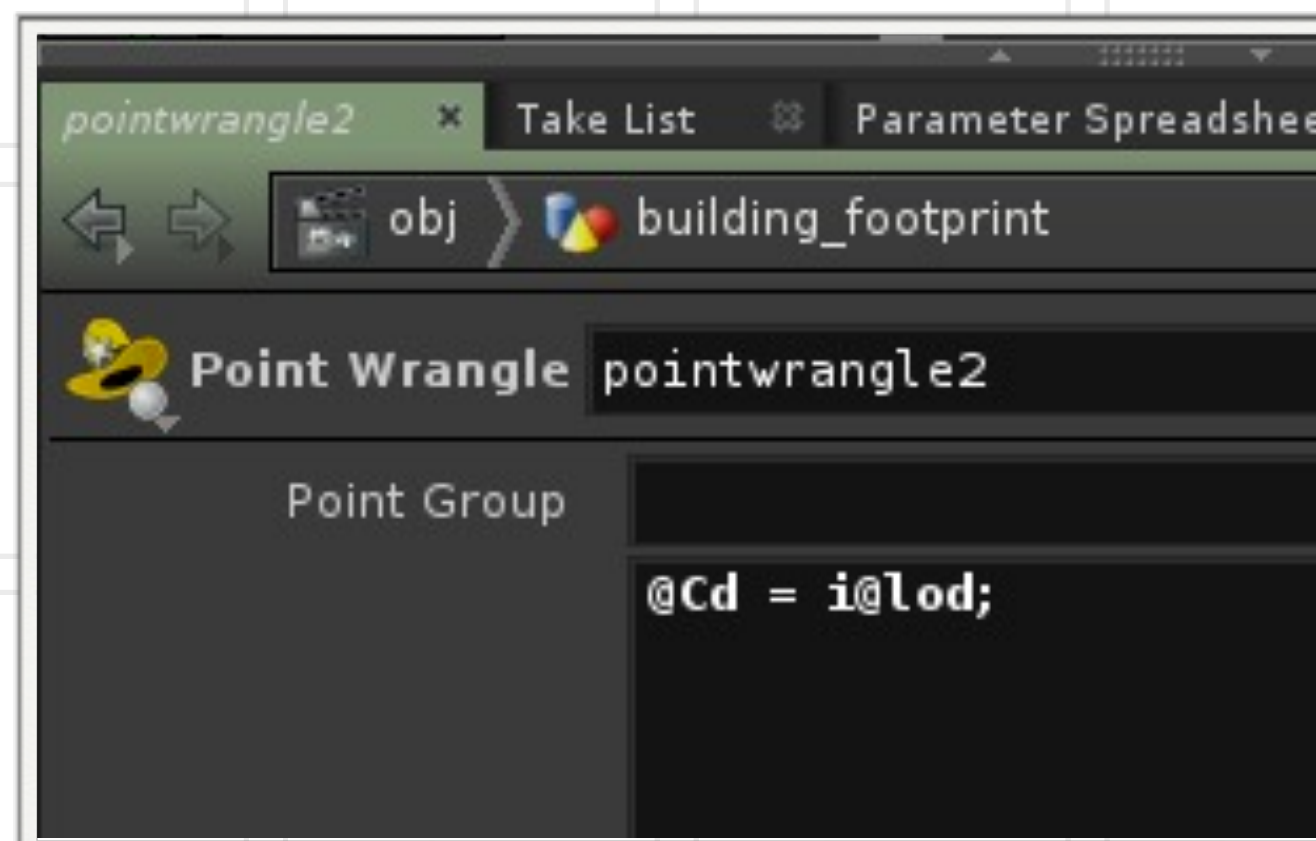 pointwrangle2 Take List Parameter Spreadshee
obj building_footprint
Point Wrangle pointwrangle2
Point Group
@Cd = i@lod;